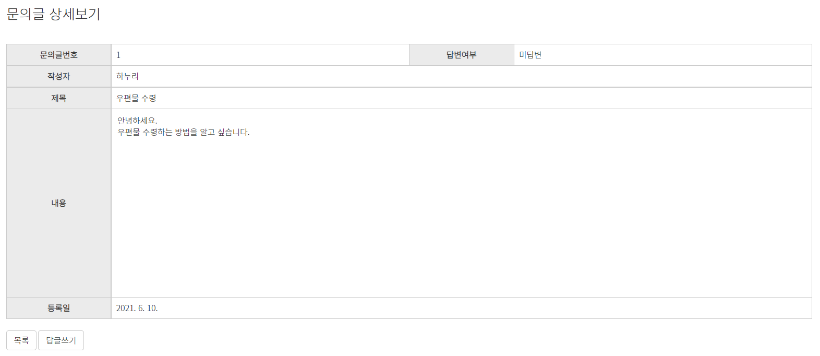 문의글 상세보기
문의글번호 1 답변여부 미답변
작성자 하누리
제목 우편물 수령
안녕하세요.
우편물 수령하는 방법을 알고 싶습니다.
내용
등록일 2021. 6. 10.
목록 답글쓰기